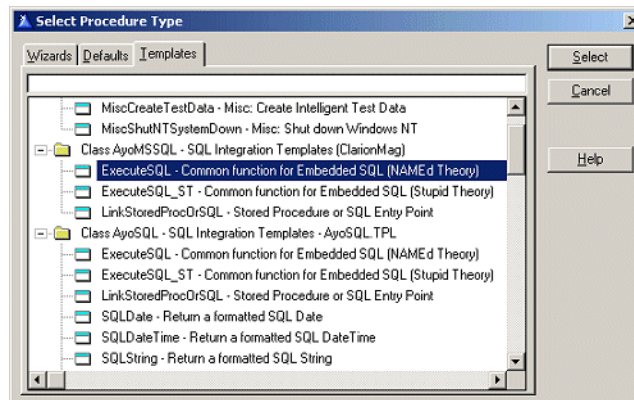 Select Procedure Type
Wizards Defaults Templates
Select
Cancel
Help
MiscCreateTestData - Misc: Create Intelligent Test Data
MiscShutNTSystemDown - Misc: Shut down Windows NT
Class AyoMSSQL - SQL Integration Templates (ClarionMag)
ExecuteSQL - Common function for Embedded SQL (NAMEd Theory)
ExecuteSQL_ST - Common function for Embedded SQL (Stupid Theory)
LinkStoredProcOrSQL - Stored Procedure or SQL Entry Point
Class AyoSQL - SQL Integration Templates - AyoSQL.TPL
ExecuteSQL - Common function for Embedded SQL (NAMEd Theory)
ExecuteSQL_ST - Common function for Embedded SQL (Stupid Theory)
LinkStoredProcOrSQL - Stored Procedure or SQL Entry Point
SQLDate - Return a formatted SQL Date
SQLDateTime - Return a formatted SQL DateTime
SQLString - Return a formatted SQL String